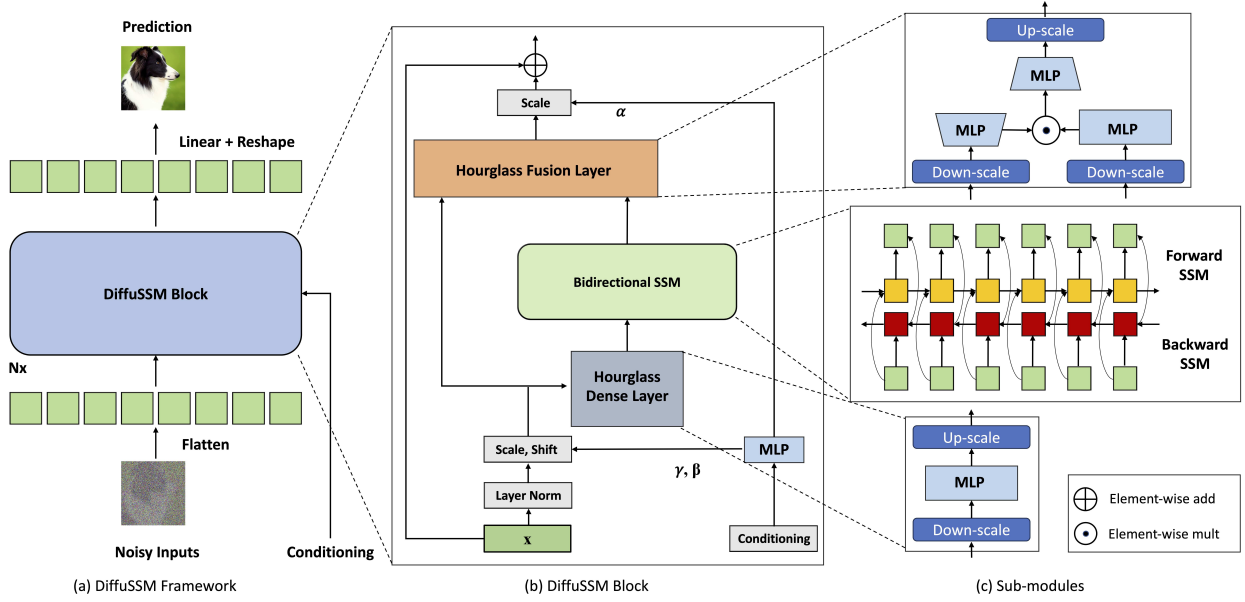 Prediction
Linear + Reshape
DiffuSSM Block
Nx
Flatten
Noisy Inputs
Conditioning
(a) DiffuSSM Framework
Scale
α
Hourglass Fusion Layer
Bidirectional SSM
Hourglass
Dense Layer
Scale, Shift
MLP
γ, β
Layer Norm
x
Conditioning
(b) DiffuSSM Block
Up-scale
MLP
MLP
MLP
Down-scale
Down-scale
Forward
SSM
Backward
SSM
Up-scale
MLP
Down-scale
Element-wise add
Element-wise mult
(c) Sub-modules